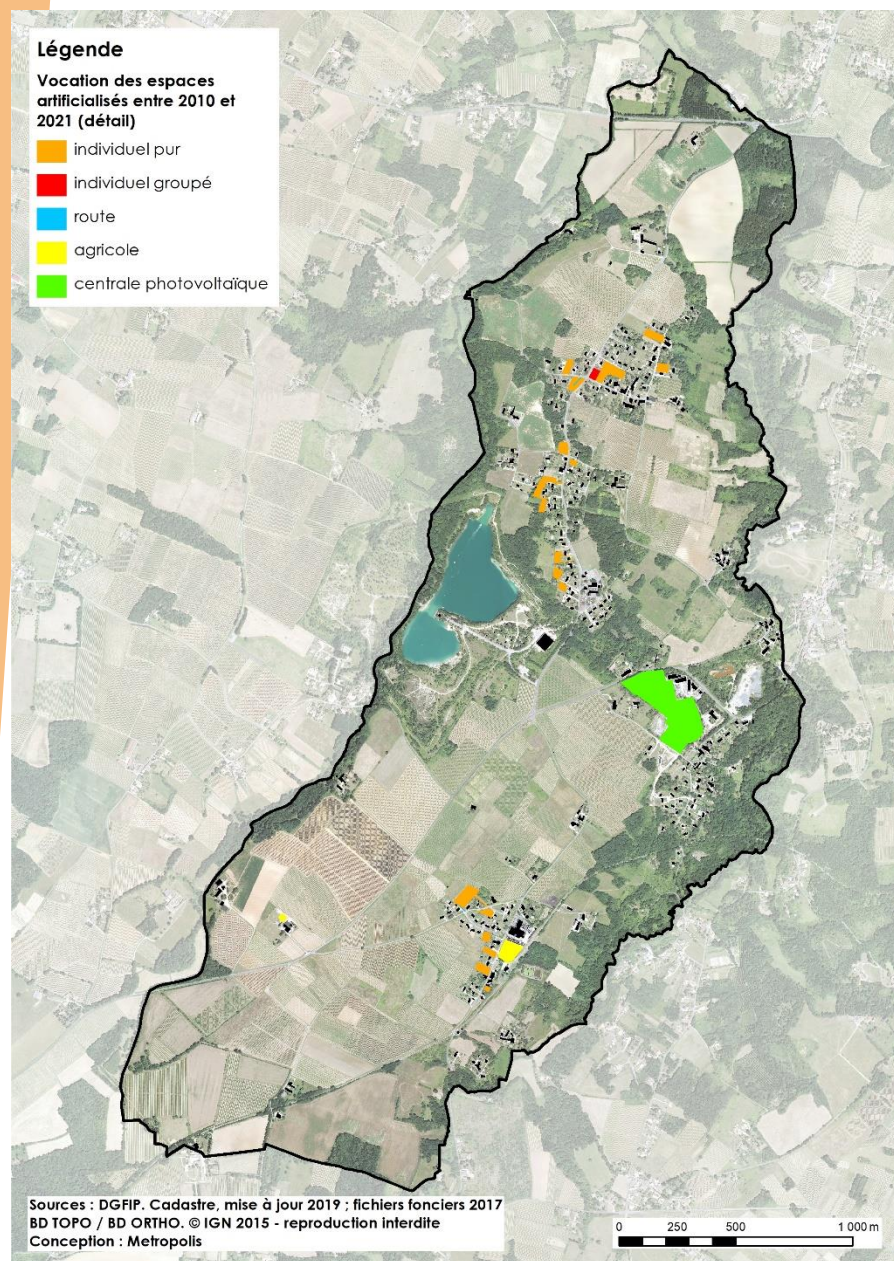 Légende
Vocation des espaces
artificialisés entre 2010 et
2021 (détail)
individuel pur
individuel groupé
route
agricole
centrale photovoltaïque
Sources : DGFIP. Cadastre, mise à jour 2019 ; fichiers fonciers 2017
BD TOPO / BD ORTHO. © IGN 2015 - reproduction interdite
Conception : Metropolis
0 250 500 1 000 m